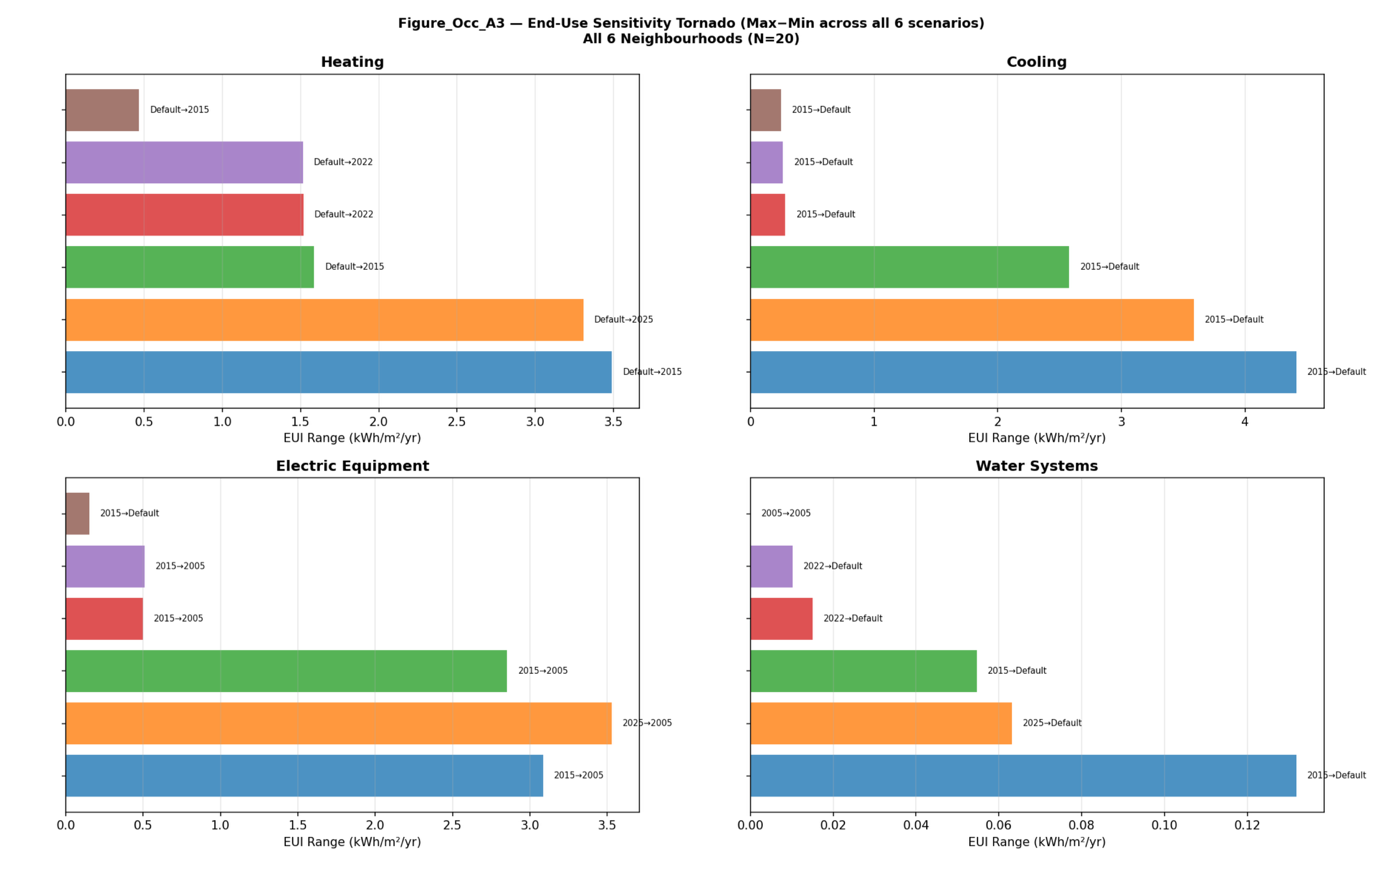 Figure_Occ_A3 — End-Use Sensitivity Tornado (Max−Min across all 6 scenarios)
All 6 Neighbourhoods (N=20)
Heating
Default→2015
Default→2022
Default→2022
Default→2015
Default→2025
Default→2015
0.0 0.5 1.0 1.5 2.0 2.5 3.0 3.5
EUI Range (kWh/m²/yr)
Cooling
2015→Default
2015→Default
2015→Default
2015→Default
2015→Default
2015→Default
0 1 2 3 4
EUI Range (kWh/m²/yr)
Electric Equipment
2015→Default
2015→2005
2015→2005
2015→2005
2025→2005
2015→2005
0.0 0.5 1.0 1.5 2.0 2.5 3.0 3.5
EUI Range (kWh/m²/yr)
Water Systems
2005→2005
2022→Default
2022→Default
2015→Default
2025→Default
2015→Default
0.00 0.02 0.04 0.06 0.08 0.10 0.12
EUI Range (kWh/m²/yr)